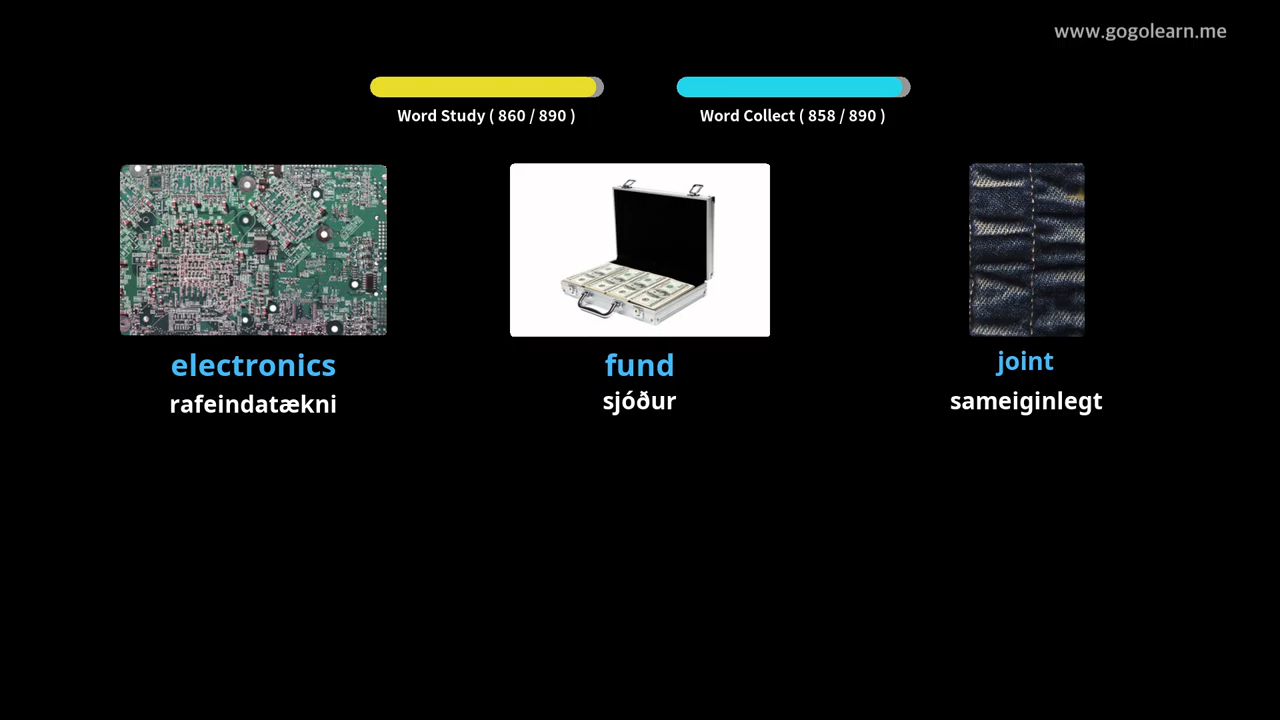 www.gogolearn.me
Word Study ( 860 / 890 )
Word Collect ( 858 / 890 )
electronics
fund
joint
rafeindatækni
sjóður
sameiginlegt